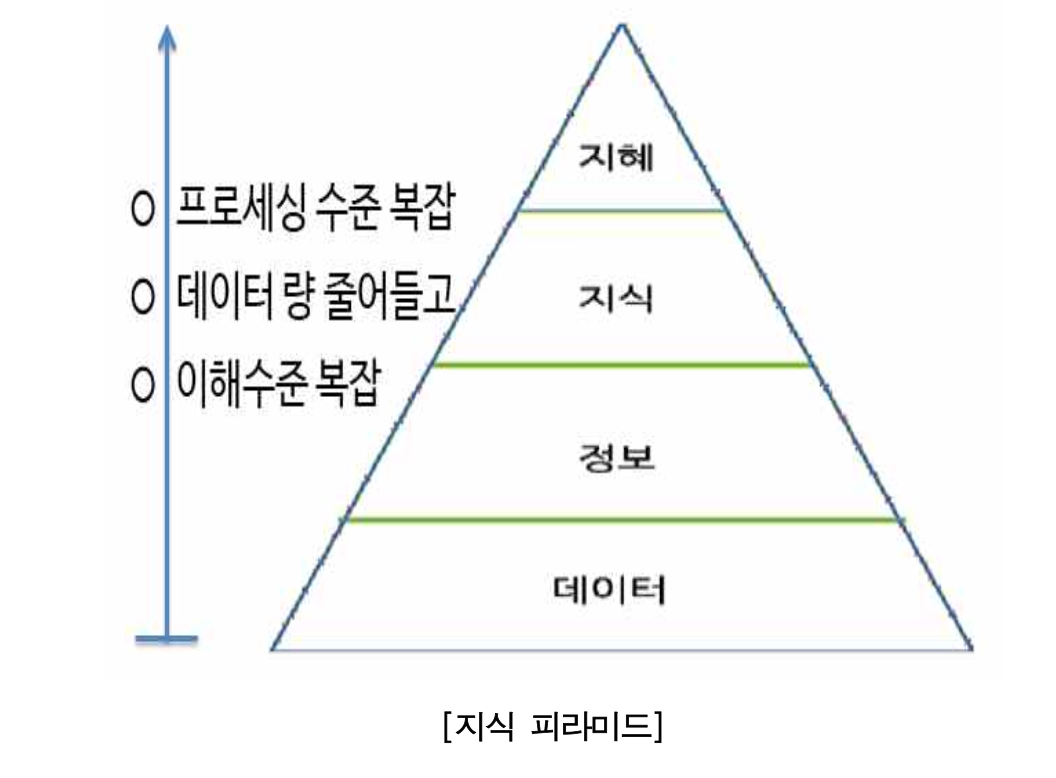 지혜
ㅇ 프로세싱 수준 복잡
ㅇ 데이터 량 줄어들고
지식
ㅇ 이해수준 복잡
정보
데이터
[지식 피라미드]